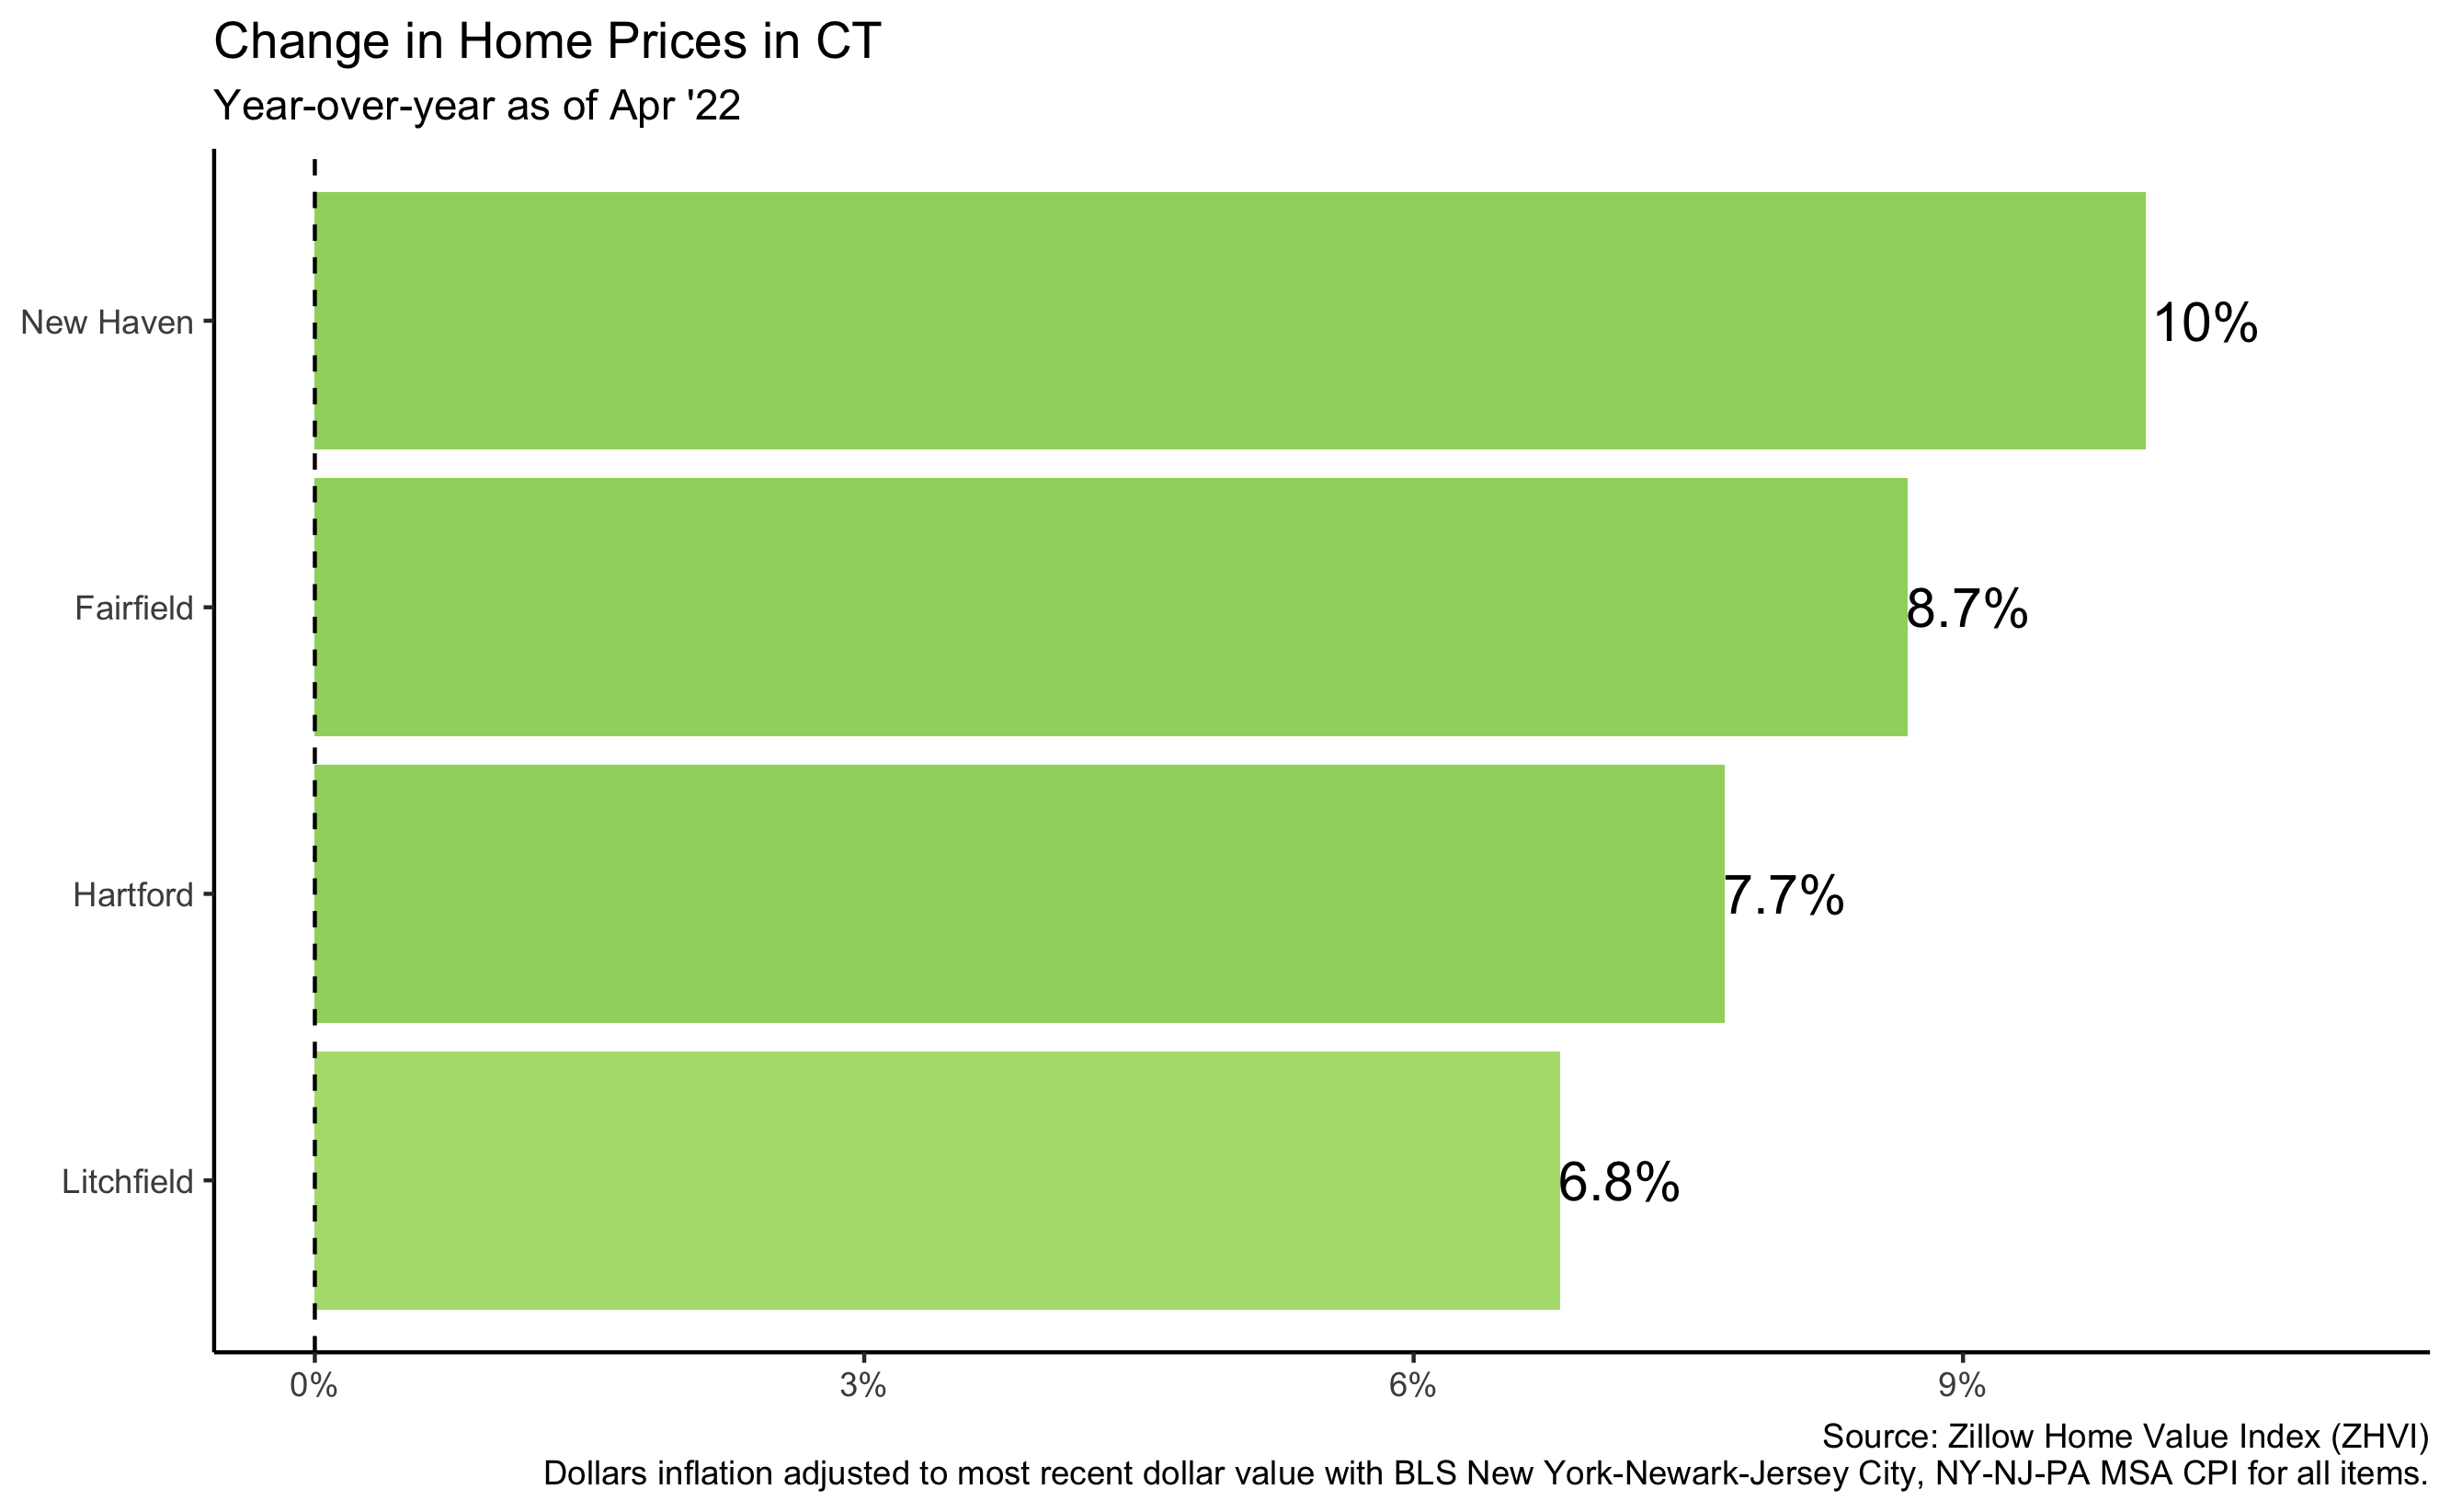 Change in Home Prices in CT
Year-over-year as of Apr '22
New Haven
10%
Fairfield
8.7%
Hartford
7.7%
Litchfield
6.8%
0%
3%
6%
9%
Source: Zillow Home Value Index (ZHVI)
Dollars inflation adjusted to most recent dollar value with BLS New York-Newark-Jersey City, NY-NJ-PA MSA CPI for all items.